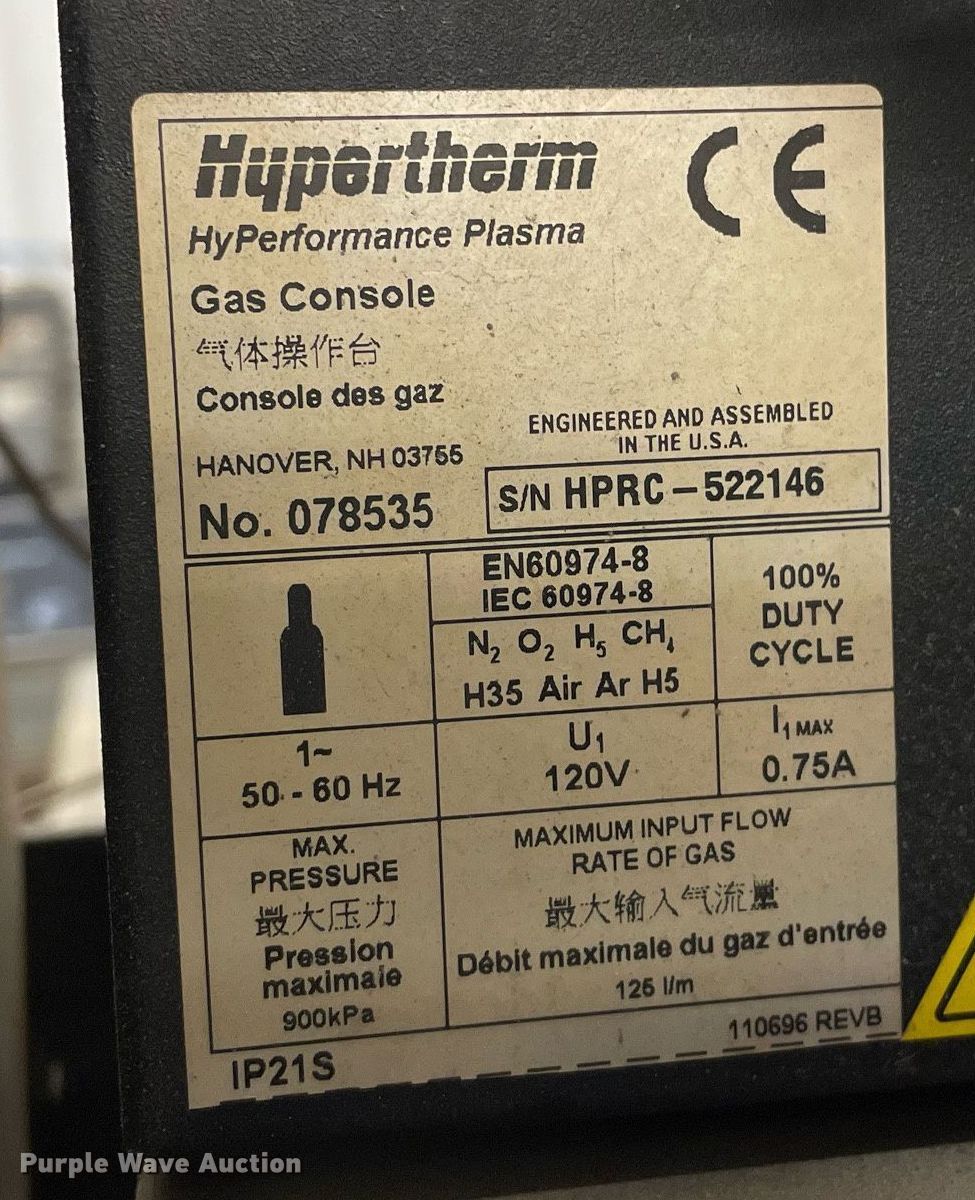 Hypertherm
CE
HyPerformance Plasma
Gas Console
气体操作台
Console des gaz
ENGINEERED AND ASSEMBLED
IN THE U.S.A.
HANOVER, NH 03755
No. 078535
S/N HPRC – 522146
EN60974-8
IEC 60974-8
100%
DUTY
CYCLE
N₂ O₂ H₅ CH₄
H35 Air Ar H5
1~
50 - 60 Hz
U₁
120V
I₁ MAX
0.75A
MAX.
PRESSURE
最大压力
Pression
maximale
900kPa
MAXIMUM INPUT FLOW
RATE OF GAS
最大输入气流量
Débit maximale du gaz d'entrée
125 l/m
110696 REVB
IP21S
Purple Wave Auction